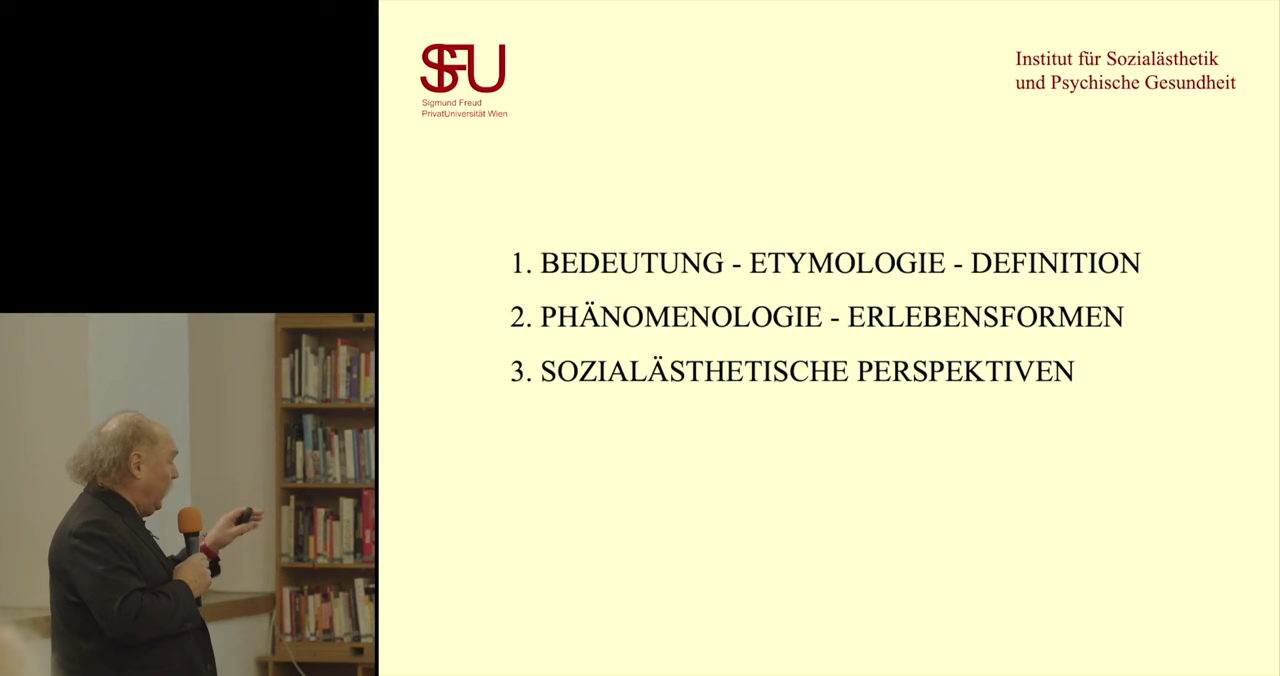 SFU
Sigmund Freud
PrivatUniversität Wien
Institut für Sozialästhetik
und Psychische Gesundheit
1. BEDEUTUNG - ETYMOLOGIE - DEFINITION
2. PHÄNOMENOLOGIE - ERLEBENSFORMEN
3. SOZIALÄSTHETISCHE PERSPEKTIVEN